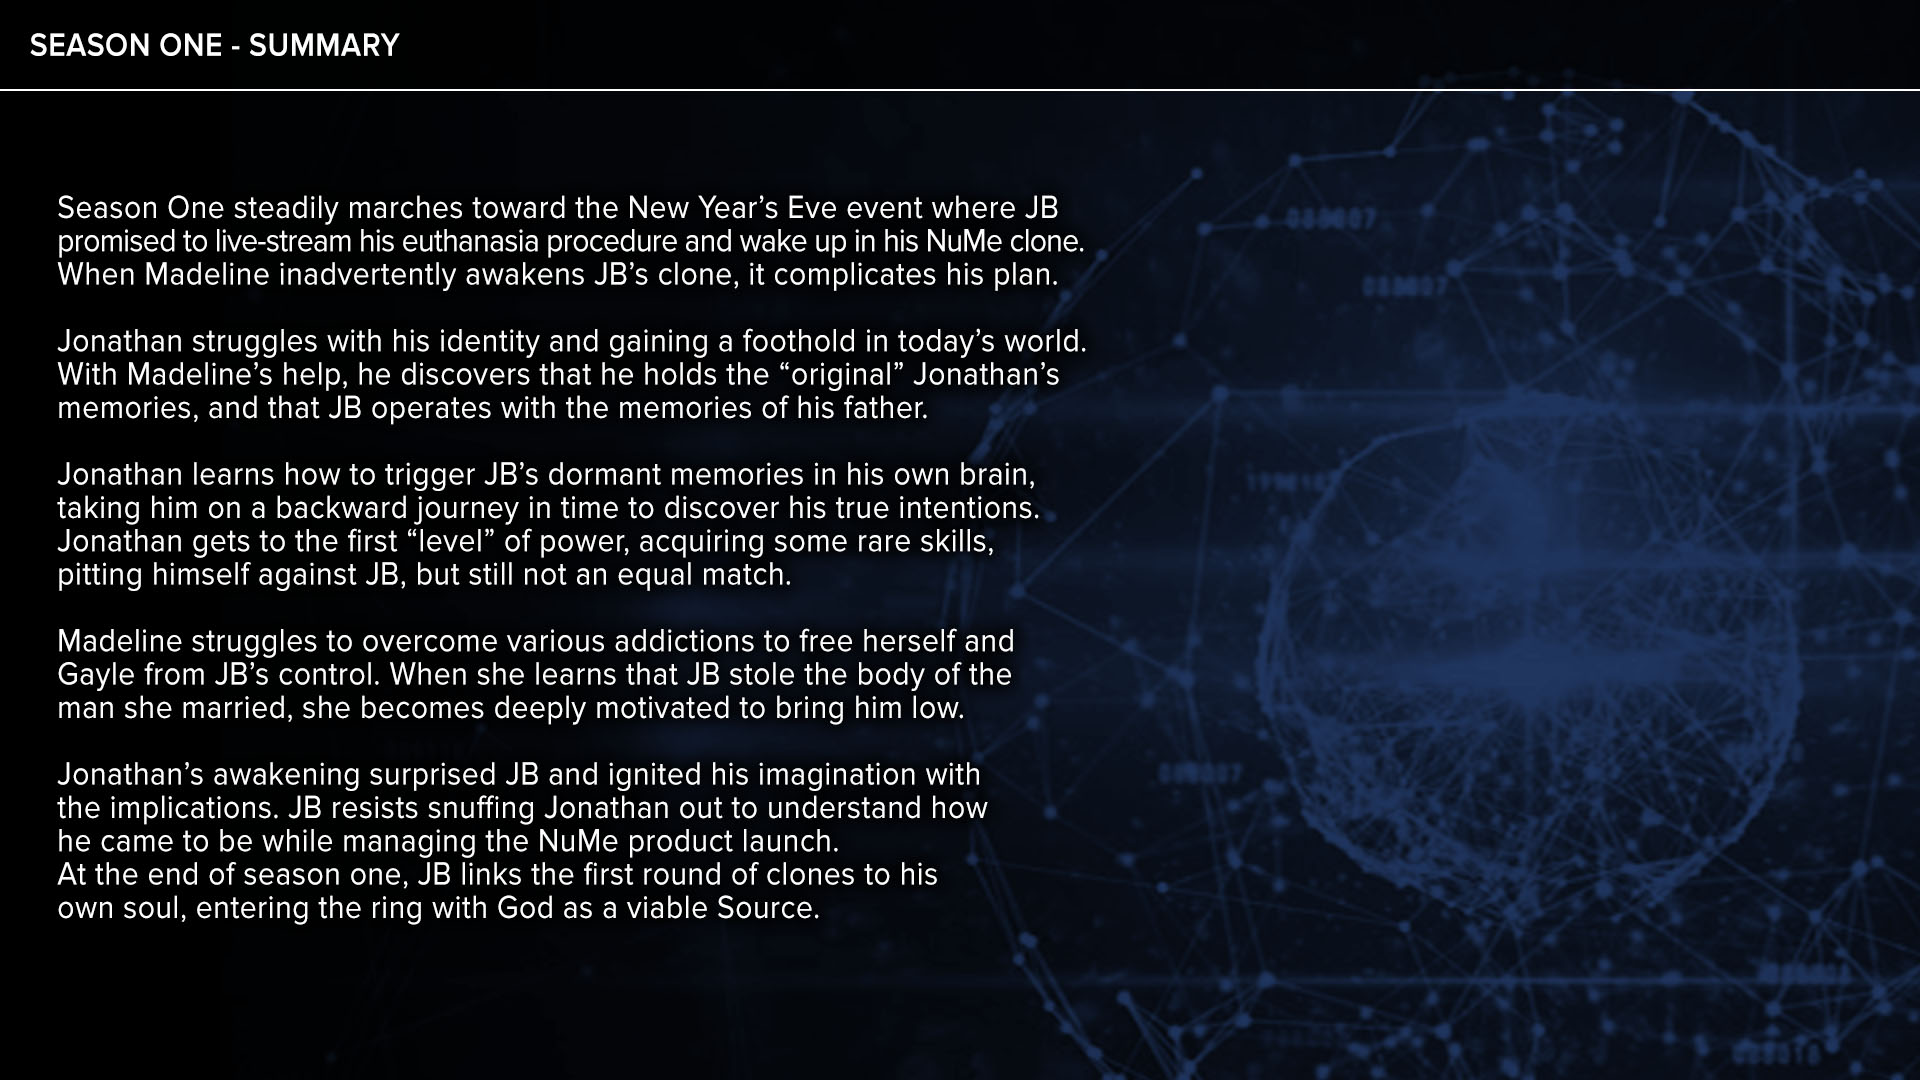 SEASON ONE - SUMMARY
Season One steadily marches toward the New Year’s Eve event where JB
promised to live-stream his euthanasia procedure and wake up in his NuMe clone.
When Madeline inadvertently awakens JB’s clone, it complicates his plan.
Jonathan struggles with his identity and gaining a foothold in today’s world.
With Madeline’s help, he discovers that he holds the “original” Jonathan’s
memories, and that JB operates with the memories of his father.
Jonathan learns how to trigger JB’s dormant memories in his own brain,
taking him on a backward journey in time to discover his true intentions.
Jonathan gets to the first “level” of power, acquiring some rare skills,
pitting himself against JB, but still not an equal match.
Madeline struggles to overcome various addictions to free herself and
Gayle from JB’s control. When she learns that JB stole the body of the
man she married, she becomes deeply motivated to bring him low.
Jonathan’s awakening surprised JB and ignited his imagination with
the implications. JB resists snuffing Jonathan out to understand how
he came to be while managing the NuMe product launch.
At the end of season one, JB links the first round of clones to his
own soul, entering the ring with God as a viable Source.